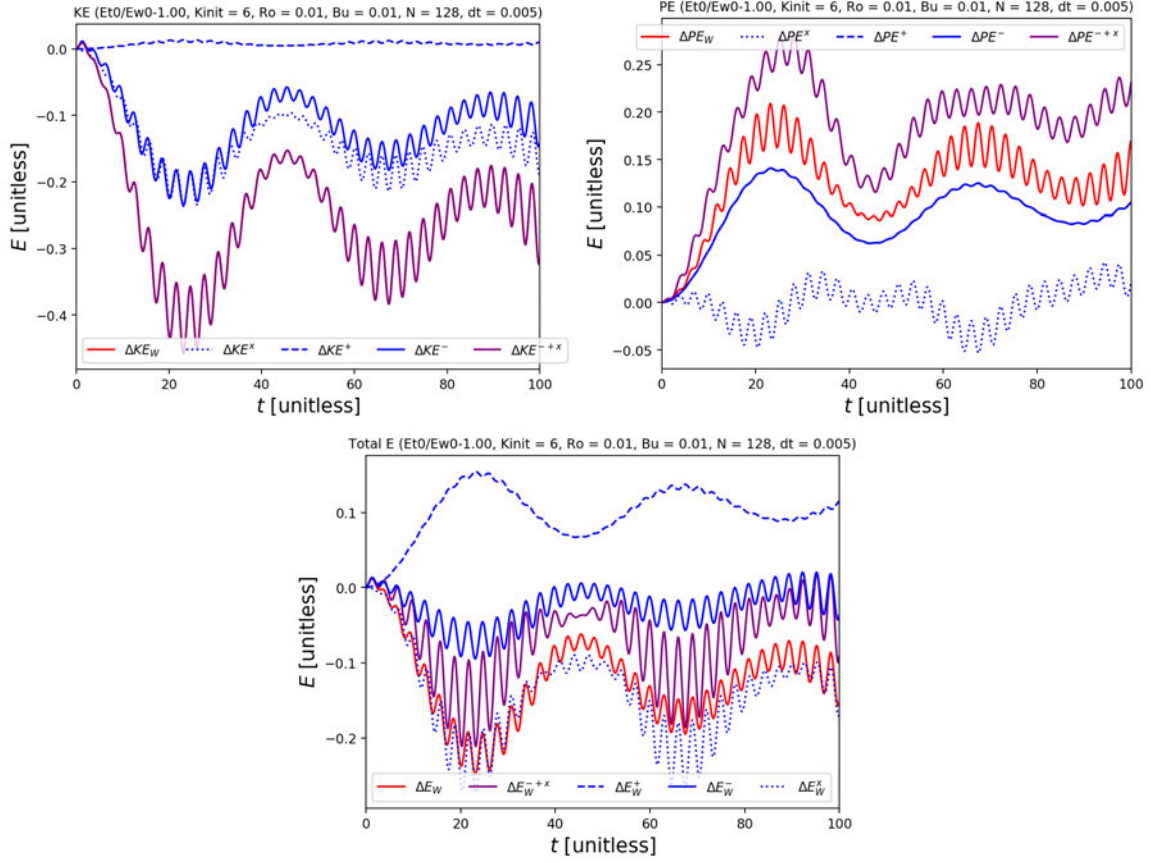 KE (Et0/Ew0-1.00, Kinit = 6, Ro = 0.01, Bu = 0.01, N = 128, dt = 0.005)
0.0
−0.1
−0.2
−0.3
−0.4
E [unitless]
ΔKE_W ΔKE^x ΔKE^+ ΔKE^- ΔKE^{-+x}
0 20 40 60 80 100
t [unitless]
PE (Et0/Ew0-1.00, Kinit = 6, Ro = 0.01, Bu = 0.01, N = 128, dt = 0.005)
ΔPE_W ΔPE^x ΔPE^+ ΔPE^- ΔPE^{-+x}
0.25
0.20
0.15
0.10
0.05
0.00
−0.05
E [unitless]
0 20 40 60 80 100
t [unitless]
Total E (Et0/Ew0-1.00, Kinit = 6, Ro = 0.01, Bu = 0.01, N = 128, dt = 0.005)
0.1
0.0
−0.1
−0.2
E [unitless]
ΔE_W ΔE_W^{-+x} ΔE_W^+ ΔE_W^- ΔE_W^x
0 20 40 60 80 100
t [unitless]